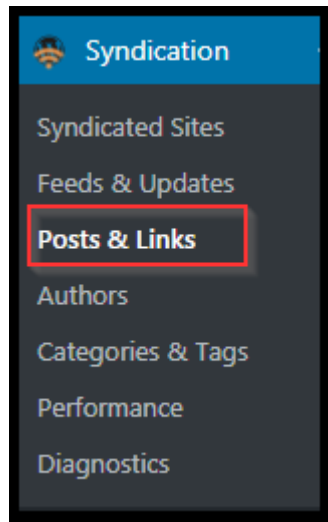 Syndication
Syndicated Sites
Feeds & Updates
Posts & Links
Authors
Categories & Tags
Performance
Diagnostics